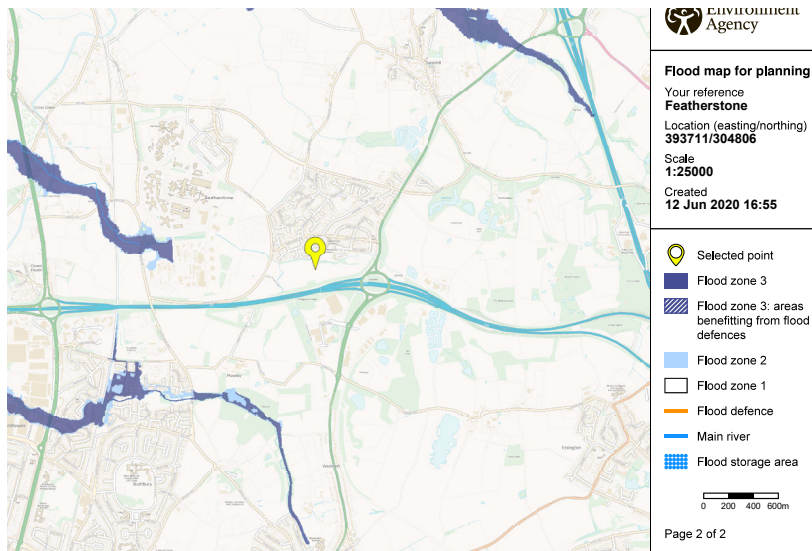 Environment
Agency
Flood map for planning
Your reference
Featherstone
Location (easting/northing)
393711/304806
Scale
1:25000
Created
12 Jun 2020 16:55
Selected point
Flood zone 3
Flood zone 3: areas
benefitting from flood
defences
Flood zone 2
Flood zone 1
Flood defence
Main river
Flood storage area
0 200 400 600m
Page 2 of 2
Featherstone
Moseley
Essington
Westcroft